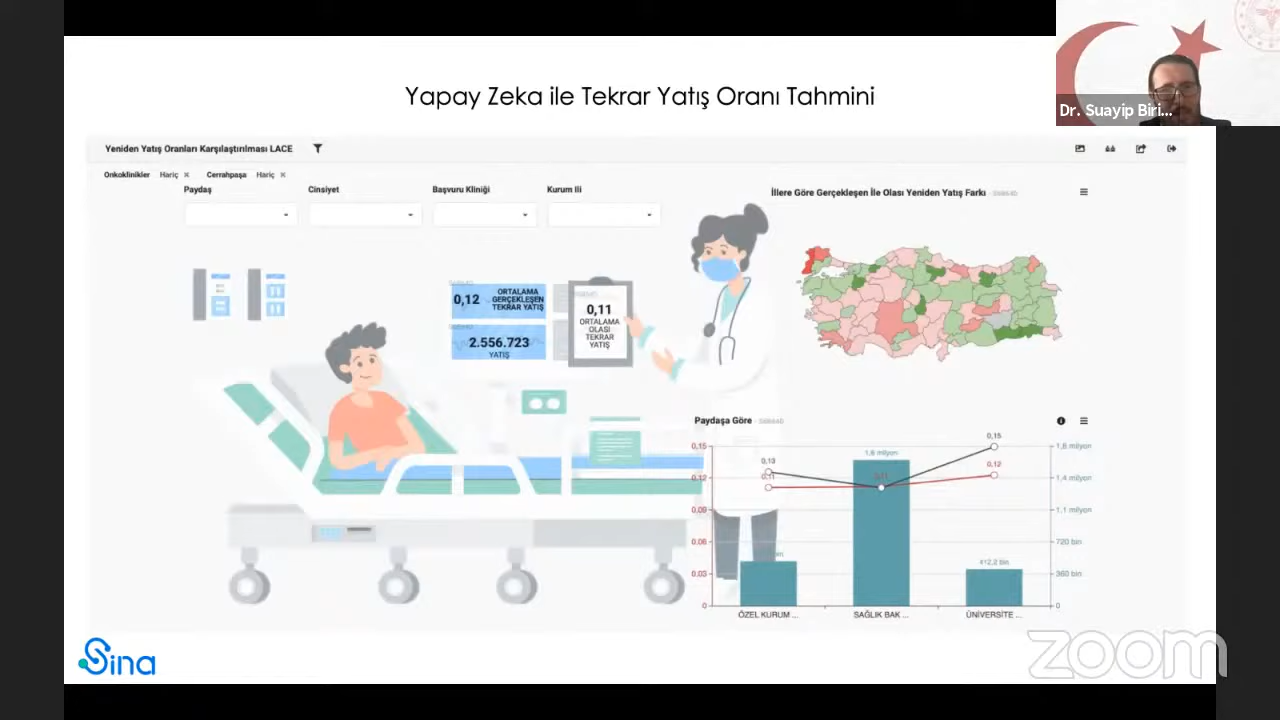 Yapay Zeka ile Tekrar Yatış Oranı Tahmini
Dr. Suayip Biri...
Yeniden Yatış Oranları Karşılaştırılması LACE
Onkoklinikler Hariç × Cerrahpaşa Hariç ×
Paydaş Cinsiyet Başvuru Kliniği Kurum İli
İllere Göre Gerçekleşen İle Olası Yeniden Yatış Farkı
0,12 ORTALAMA GERÇEKLEŞEN TEKRAR YATIŞ
2.556.723
YATIŞ
0,11
ORTALAMA
OLASI
TEKRAR
YATIŞ
Paydaşa Göre
0,15
0,12
0,09
0,06
0,03
0
0,13
0,11
1,6 milyon
0,15
0,12
412,2 bin
1,8 milyon
1,4 milyon
1,1 milyon
720 bin
360 bin
0
ÖZEL KURUM ... SAĞLIK BAK ... ÜNİVERSİTE ...
Sina
zoom